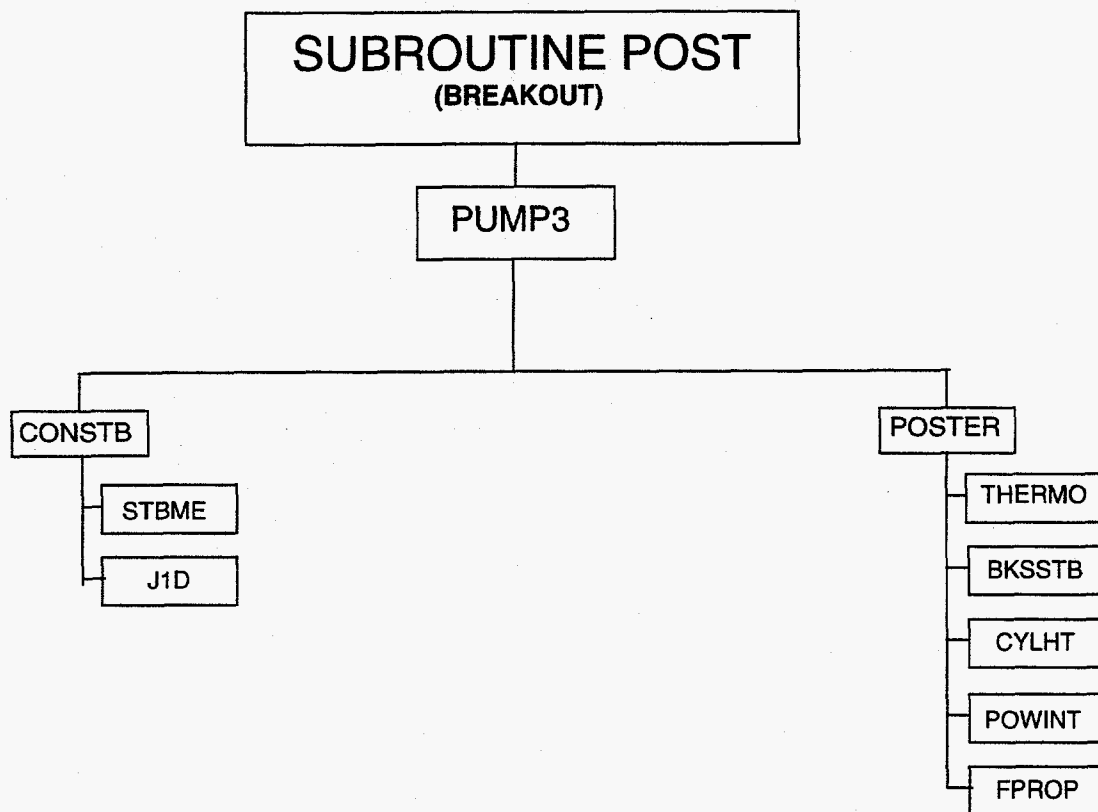 SUBROUTINE POST
(BREAKOUT)
PUMP3
CONSTB
STBME
J1D
POSTER
THERMO
BKSSTB
CYLHT
POWINT
FPROP